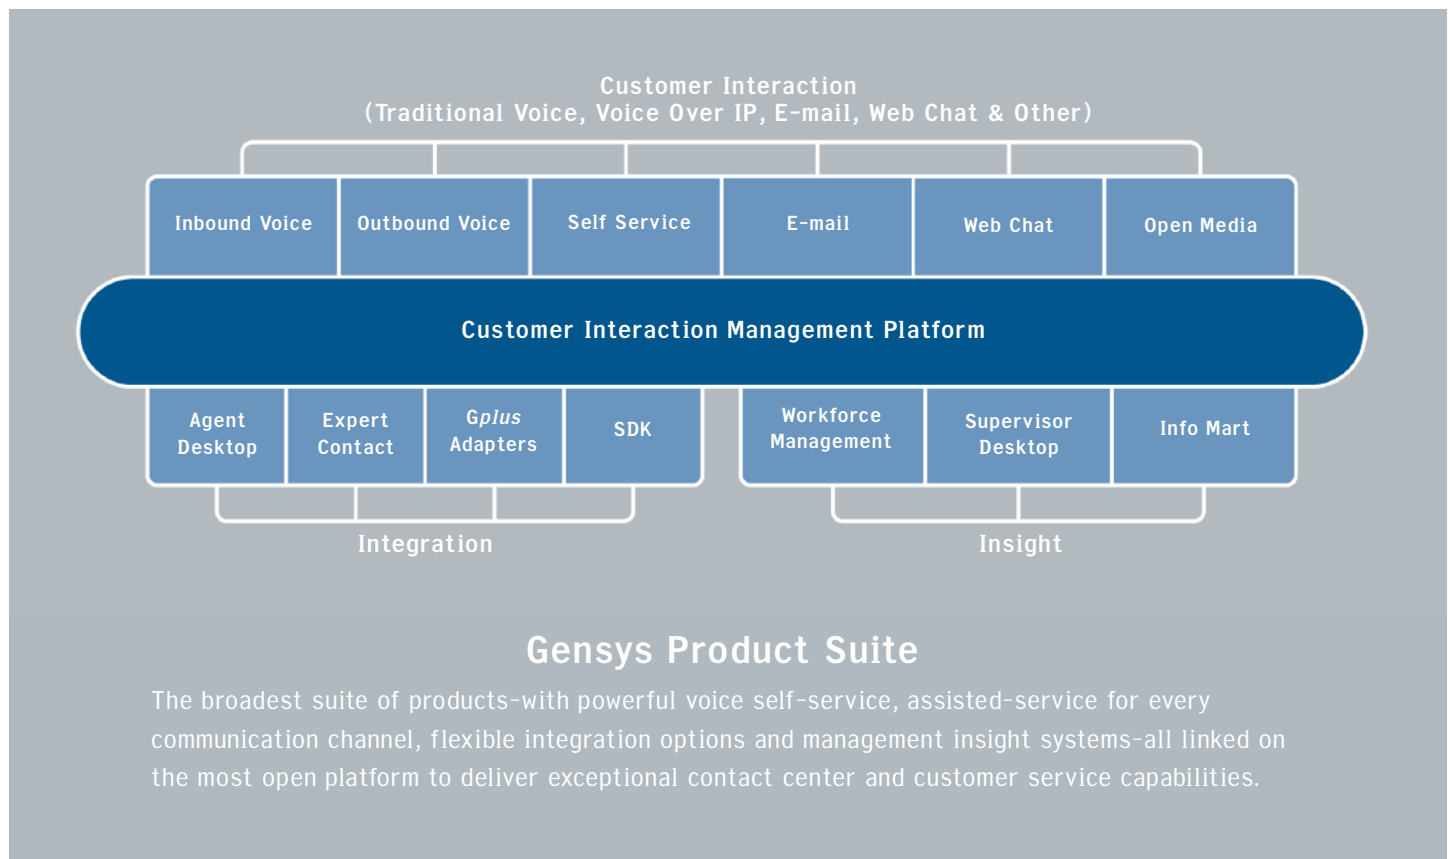 Customer Interaction
(Traditional Voice, Voice Over IP, E-mail, Web Chat & Other)
Inbound Voice
Outbound Voice
Self Service
E-mail
Web Chat
Open Media
Customer Interaction Management Platform
Agent
Desktop
Expert
Contact
Gplus
Adapters
SDK
Workforce
Management
Supervisor
Desktop
Info Mart
Integration
Insight
Gensys Product Suite
The broadest suite of products-with powerful voice self-service, assisted-service for every
communication channel, flexible integration options and management insight systems-all linked on
the most open platform to deliver exceptional contact center and customer service capabilities.